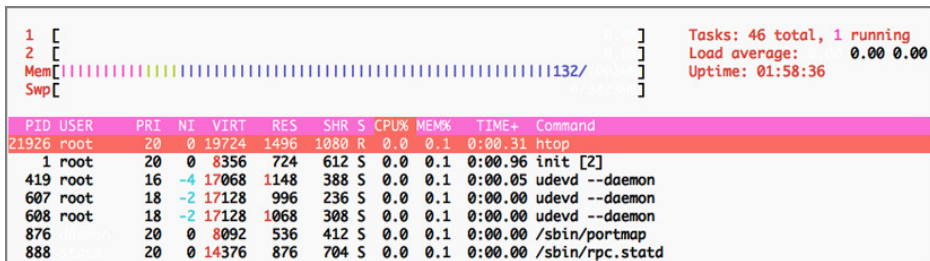 1 [ ] Tasks: 46 total, 1 running
2 [ ] Load average: 0.00 0.00
Mem[||||||||||||||||||||||||||||||||||||||||||||||||||||||||||||132/ ]
Uptime: 01:58:36
Swp[ ]
PID USER PRI NI VIRT RES SHR S CPU% MEM% TIME+ Command
21926 root 20 0 19724 1496 1080 R 0.0 0.1 0:00.31 htop
1 root 20 0 8356 724 612 S 0.0 0.1 0:00.96 init [2]
419 root 16 -4 17068 1148 388 S 0.0 0.1 0:00.05 udevd --daemon
607 root 18 -2 17128 996 236 S 0.0 0.1 0:00.00 udevd --daemon
608 root 18 -2 17128 1068 308 S 0.0 0.1 0:00.00 udevd --daemon
876 daemon 20 0 8092 536 412 S 0.0 0.1 0:00.00 /sbin/portmap
888 statd 20 0 14376 876 704 S 0.0 0.1 0:00.00 /sbin/rpc.statd